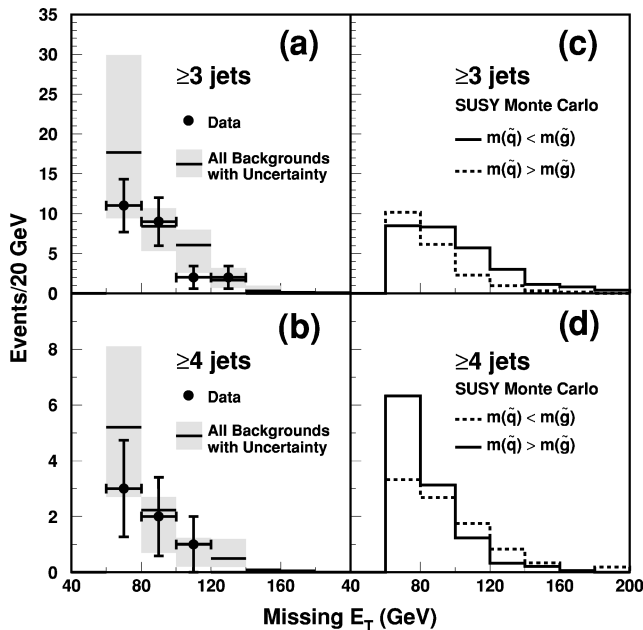 Events/20 GeV
35
30
25
20
15
10
5
0
(a)
≥3 jets
Data
All Backgrounds
with Uncertainty
(c)
≥3 jets
SUSY Monte Carlo
m(q̃) < m(g̃)
m(q̃) > m(g̃)
8
6
4
2
0
(b)
≥4 jets
Data
All Backgrounds
with Uncertainty
(d)
≥4 jets
SUSY Monte Carlo
m(q̃) < m(g̃)
m(q̃) > m(g̃)
40 80 120 160 40 80 120 160 200
Missing E_T (GeV)